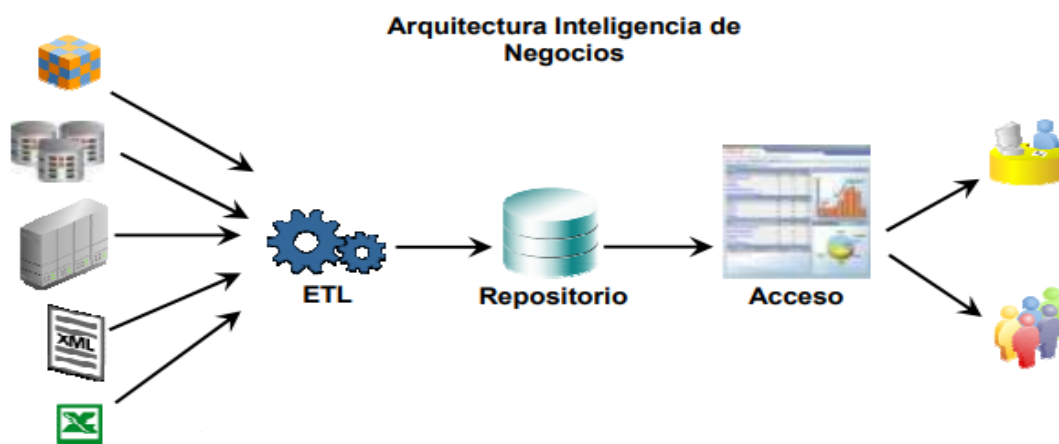 Arquitectura Inteligencia de
Negocios
XML
ETL
Repositorio
Acceso